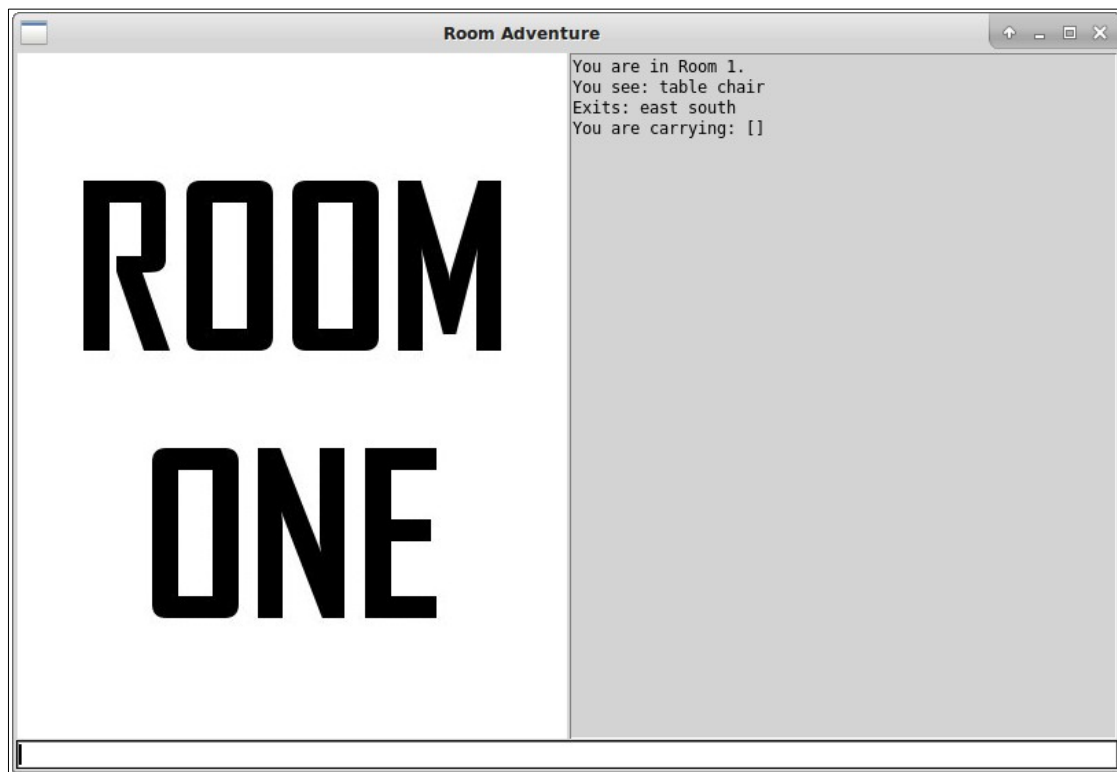 Room Adventure
ROOM
ONE
You are in Room 1.
You see: table chair
Exits: east south
You are carrying: []